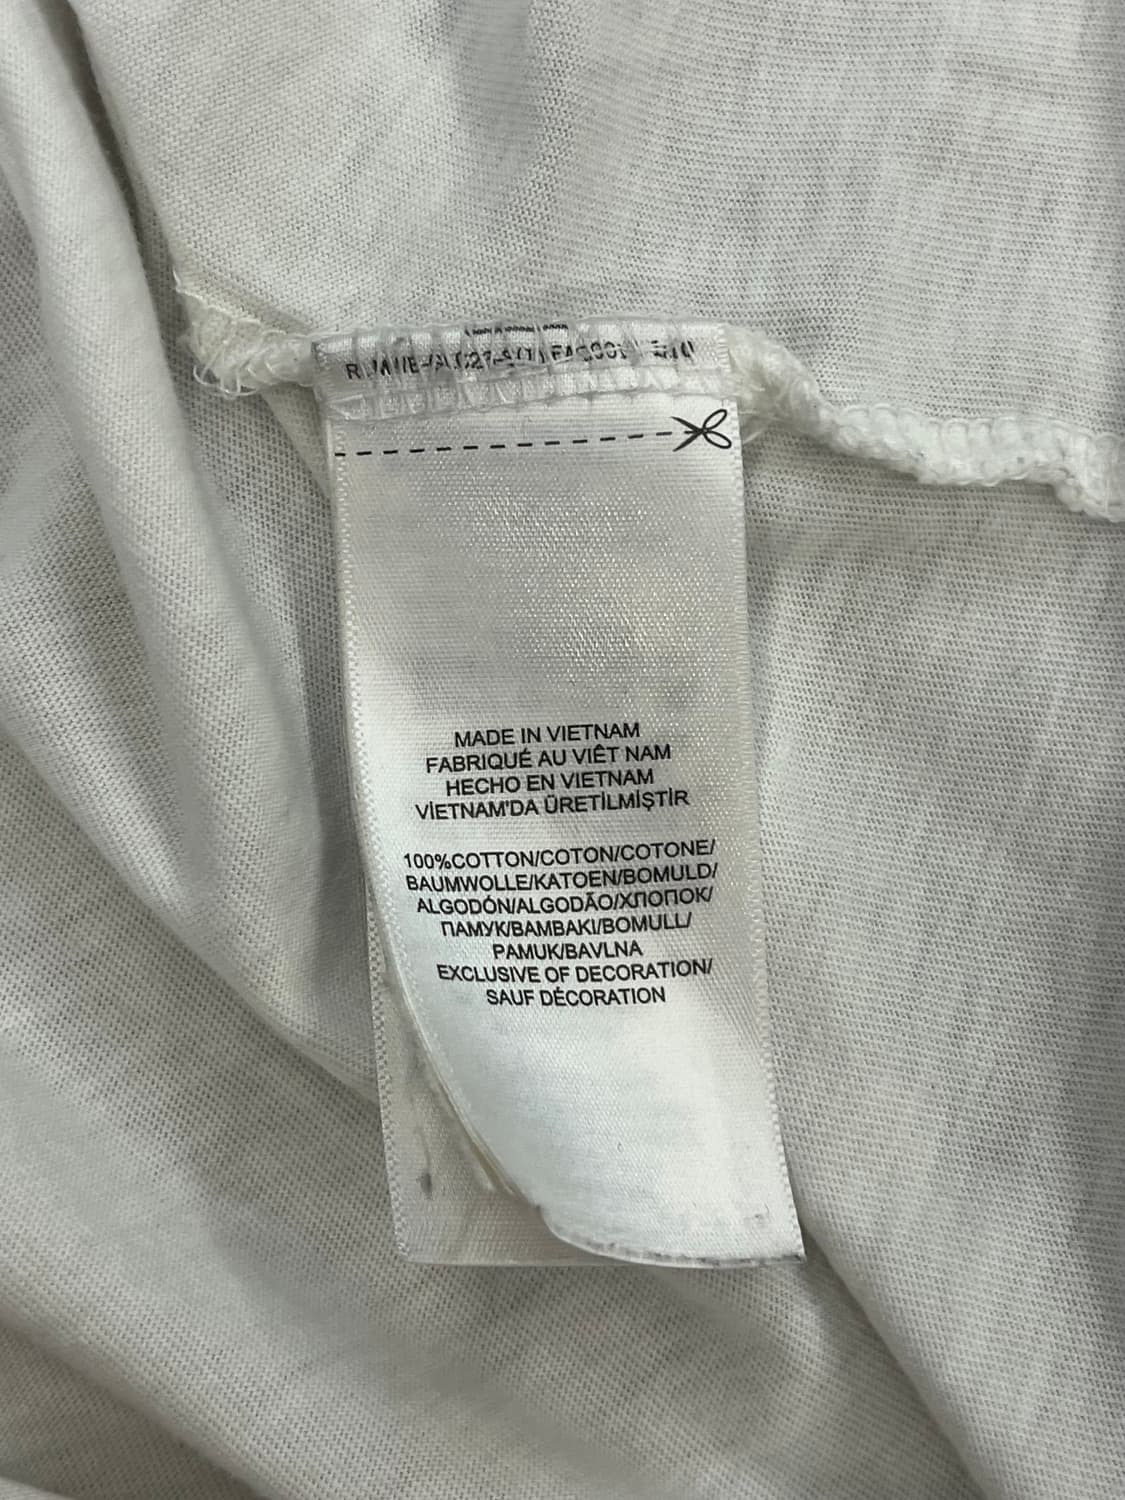 MADE IN VIETNAM
FABRIQUÉ AU VIÊT NAM
HECHO EN VIETNAM
VİETNAM'DA ÜRETİLMİŞTİR
100%COTTON/COTON/COTONE/
BAUMWOLLE/KATOEN/BOMULD/
ALGODÓN/ALGODÃO/ХЛОПОК/
ПАМУК/BAMBAKI/BOMULL/
PAMUK/BAVLNA
EXCLUSIVE OF DECORATION/
SAUF DÉCORATION